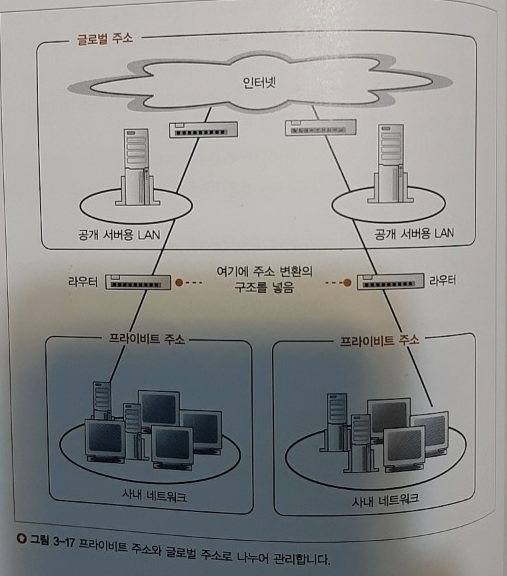 글로벌 주소
인터넷
공개 서버용 LAN
공개 서버용 LAN
라우터
여기에 주소 변환의
구조를 넣음
라우터
프라이비트 주소
프라이비트 주소
사내 네트워크
사내 네트워크
그림 3-17 프라이비트 주소와 글로벌 주소로 나누어 관리합니다.